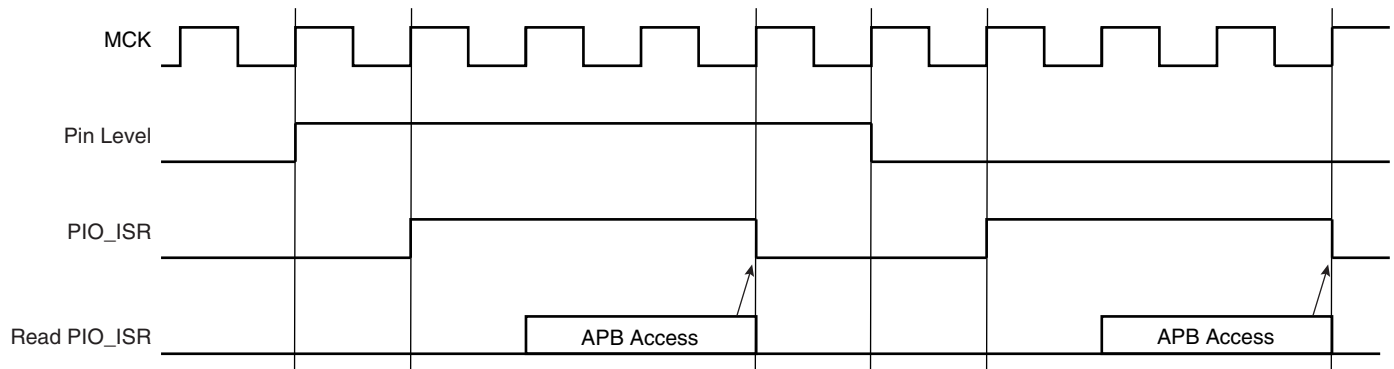 MCK
Pin Level
PIO_ISR
Read PIO_ISR
APB Access
APB Access